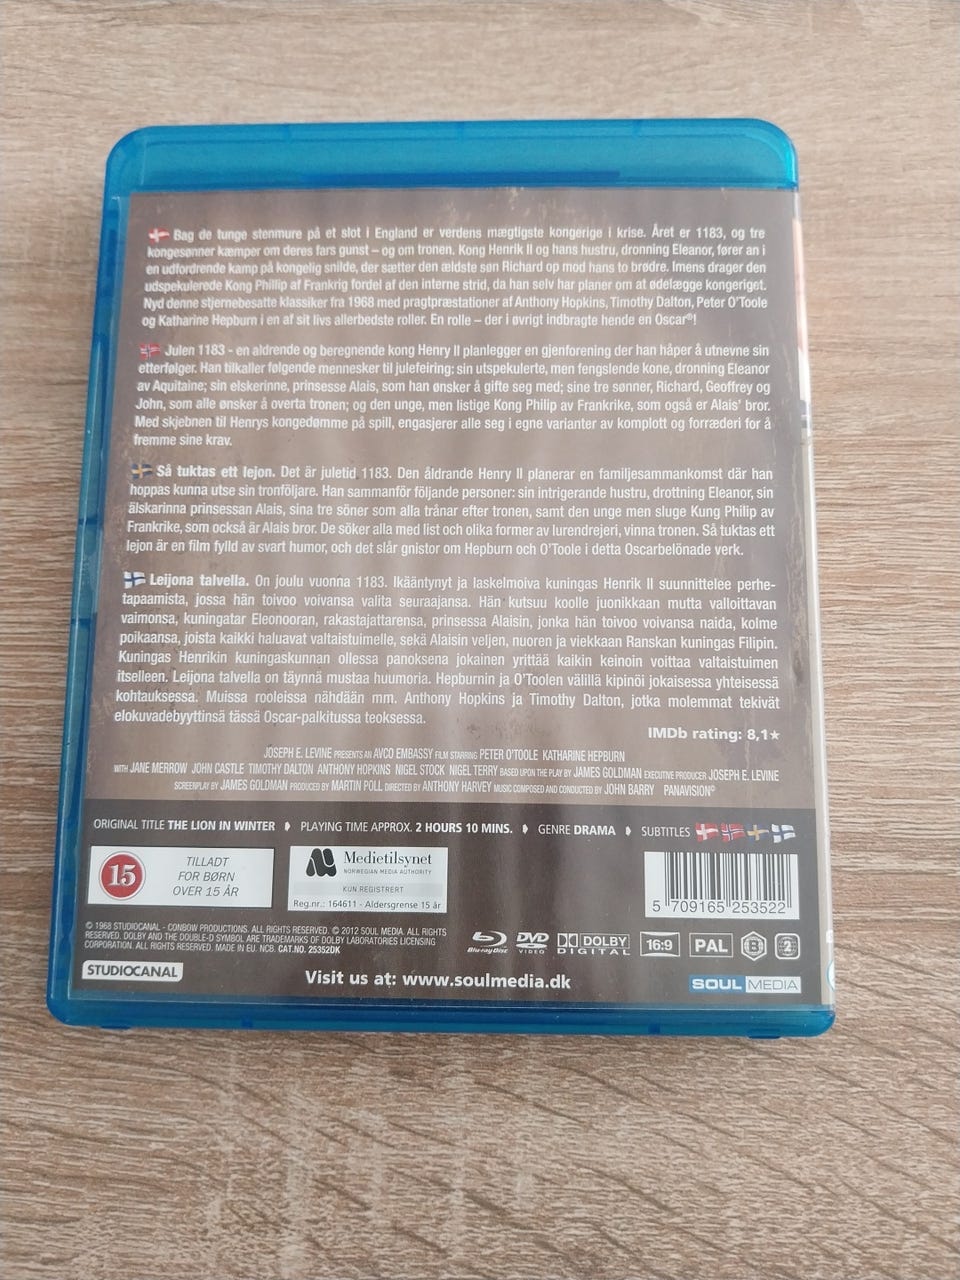 Bag de tunge stenmure på et slot i England er verdens mægtigste kongerige i krise. Året er 1183, og tre
kongesønner kæmper om deres fars gunst – og om tronen. Kong Henrik II og hans hustru, dronning Eleanor, fører an i
en udfordrende kamp på kongelig snilde, der sætter den ældste søn Richard op mod hans to brødre. Imens drager den
udspekulerede Kong Phillip af Frankrig fordel af den interne strid, da han selv har planer om at ødelægge kongeriget.
Nyd denne stjernebesatte klassiker fra 1968 med pragtpræstationer af Anthony Hopkins, Timothy Dalton, Peter O'Toole
og Katharine Hepburn i en af sit livs allerbedste roller. En rolle – der i øvrigt indbragte hende en Oscar®!
Julen 1183 - en aldrende og beregnende kong Henry II planlegger en gjenforening der han håper å utnevne sin
etterfølger. Han tilkaller følgende mennesker til julefeiring: sin utspekulerte, men fengslende kone, dronning Eleanor
av Aquitaine; sin elskerinne, prinsesse Alais, som han ønsker å gifte seg med; sine tre sønner, Richard, Geoffrey og
John, som alle ønsker å overta tronen; og den unge, men listige Kong Philip av Frankrike, som også er Alais' bror.
Med skjebnen til Henrys kongedømme på spill, engasjerer alle seg i egne varianter av komplott og forræderi for å
fremme sine krav.
Så tuktas ett lejon. Det är juletid 1183. Den åldrande Henry II planerar en familjesammankomst där han
hoppas kunna utse sin tronföljare. Han sammanför följande personer: sin intrigerande hustru, drottning Eleanor, sin
älskarinna prinsessan Alais, sina tre söner som alla trånar efter tronen, samt den unge men sluge Kung Philip av
Frankrike, som också är Alais bror. De söker alla med list och olika former av lurendrejeri, vinna tronen. Så tuktas ett
lejon är en film fylld av svart humor, och det slår gnistor om Hepburn och O'Toole i detta Oscarbelönade verk.
Leijona talvella. On joulu vuonna 1183. Ikääntynyt ja laskelmoiva kuningas Henrik II suunnittelee perhe-
tapaamista, jossa hän toivoo voivansa valita seuraajansa. Hän kutsuu koolle juonikkaan mutta valloittavan
vaimonsa, kuningatar Eleonooran, rakastajattarensa, prinsessa Alaisin, jonka hän toivoo voivansa naida, kolme
poikaansa, joista kaikki haluavat valtaistuimelle, sekä Alaisin veljen, nuoren ja viekkaan Ranskan kuningas Filipin.
Kuningas Henrikin kuningaskunnan ollessa panoksena jokainen yrittää kaikin keinoin voittaa valtaistuimen
itselleen. Leijona talvella on täynnä mustaa huumoria. Hepburnin ja O'Toolen välillä kipinöi jokaisessa yhteisessä
kohtauksessa. Muissa rooleissa nähdään mm. Anthony Hopkins ja Timothy Dalton, jotka molemmat tekivät
elokuvadebyyttinsä tässä Oscar-palkitussa teoksessa.
IMDb rating: 8,1★
JOSEPH E. LEVINE PRESENTS AN AVCO EMBASSY FILM STARRING PETER O'TOOLE KATHARINE HEPBURN
WITH JANE MERROW JOHN CASTLE TIMOTHY DALTON ANTHONY HOPKINS NIGEL STOCK NIGEL TERRY BASED UPON THE PLAY BY JAMES GOLDMAN EXECUTIVE PRODUCER JOSEPH E. LEVINE
SCREENPLAY BY JAMES GOLDMAN PRODUCED BY MARTIN POLL DIRECTED BY ANTHONY HARVEY MUSIC COMPOSED AND CONDUCTED BY JOHN BARRY PANAVISION®
ORIGINAL TITLE THE LION IN WINTER PLAYING TIME APPROX. 2 HOURS 10 MINS. GENRE DRAMA SUBTITLES
15
TILLADT
FOR BØRN
OVER 15 ÅR
Medietilsynet
NORWEGIAN MEDIA AUTHORITY
KUN REGISTRERT
Reg.nr.: 164611 - Aldersgrense 15 år
5 709165 253522
© 1968 STUDIOCANAL - CONBOW PRODUCTIONS. ALL RIGHTS RESERVED. © 2012 SOUL MEDIA. ALL RIGHTS
RESERVED. DOLBY AND THE DOUBLE-D SYMBOL ARE TRADEMARKS OF DOLBY LABORATORIES LICENSING
CORPORATION. ALL RIGHTS RESERVED. MADE IN EU. NCB. CAT.NO. 25352DK
Blu-ray Disc DVD VIDEO DOLBY DIGITAL 16:9 PAL B 2
STUDIOCANAL
Visit us at: www.soulmedia.dk
SOUL MEDIA